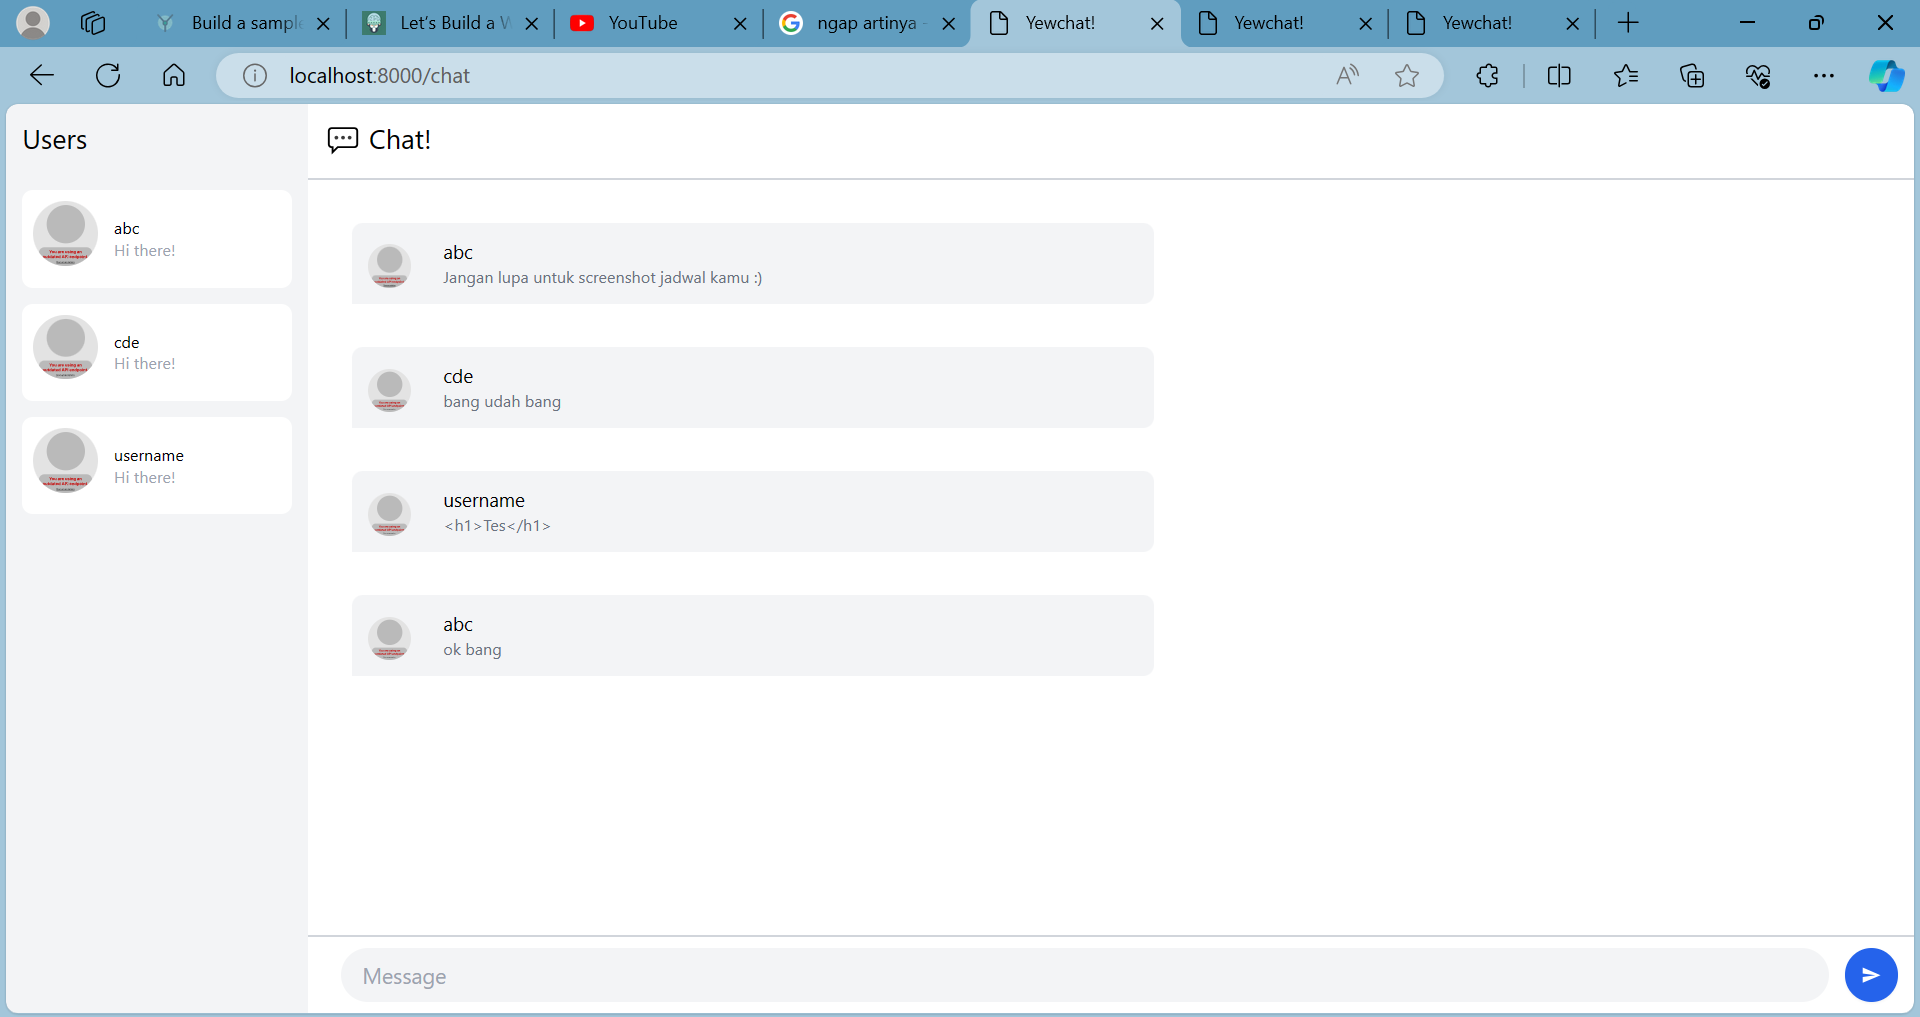 Build a sampl
Let's Build a W
YouTube
ngap artinya -
Yewchat!
Yewchat!
Yewchat!
localhost:8000/chat
Users
Chat!
abc
Hi there!
cde
Hi there!
username
Hi there!
abc
Jangan lupa untuk screenshot jadwal kamu :)
cde
bang udah bang
username
<h1>Tes</h1>
abc
ok bang
Message